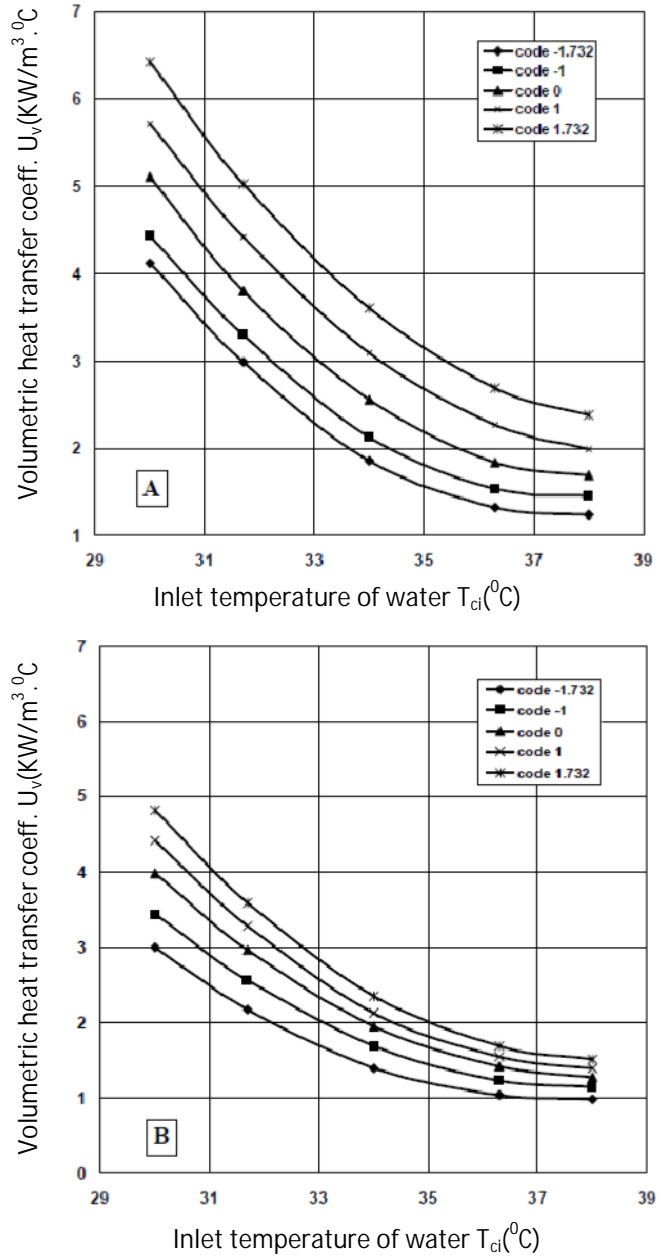 Volumetric heat transfer coeff. Uᵥ(KW/m³.⁰C
7
6
5
4
3
2
1
code -1.732
code -1
code 0
code 1
code 1.732
A
29 31 33 35 37 39
Inlet temperature of water T_ci(⁰C)
Volumetric heat transfer coeff. Uᵥ(KW/m³.⁰C
7
6
5
4
3
2
1
0
code -1.732
code -1
code 0
code 1
code 1.732
B
29 31 33 35 37 39
Inlet temperature of water T_ci(⁰C)